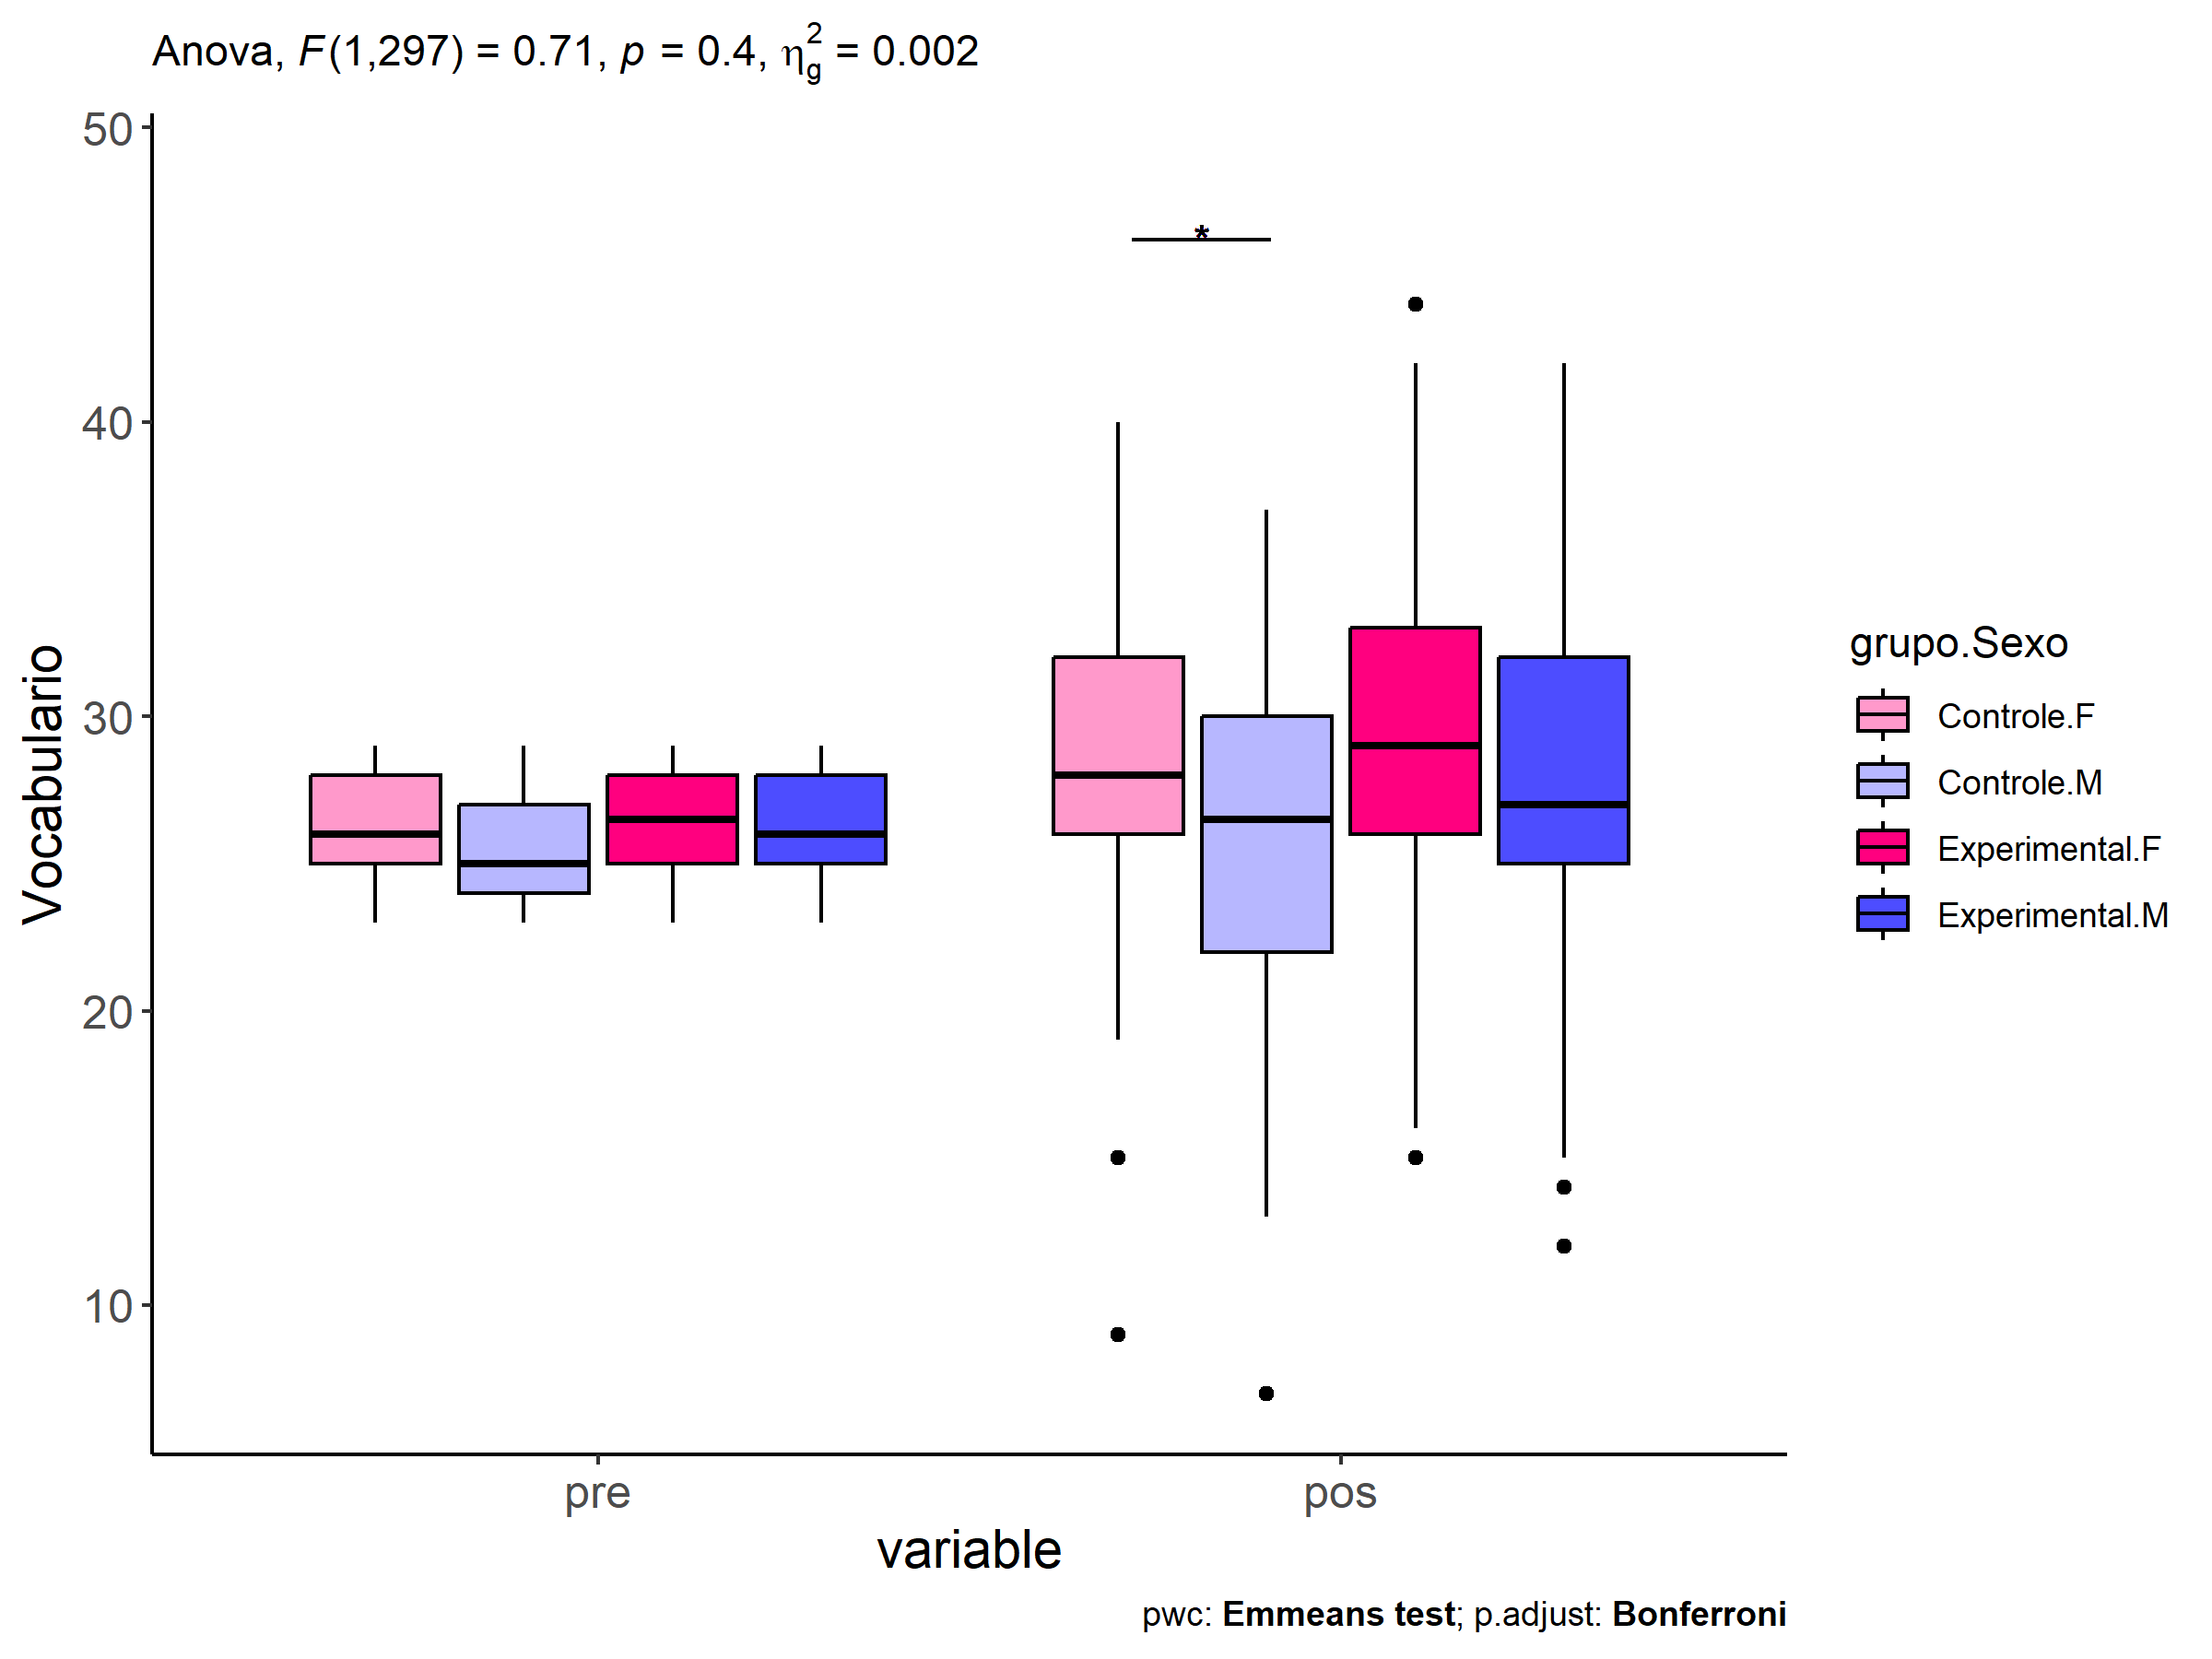 Anova, F(1,297) = 0.71, p = 0.4, η²g = 0.002
50
40
30
20
10
Vocabulario
*
pre
pos
variable
grupo.Sexo
Controle.F
Controle.M
Experimental.F
Experimental.M
pwc: Emmeans test; p.adjust: Bonferroni